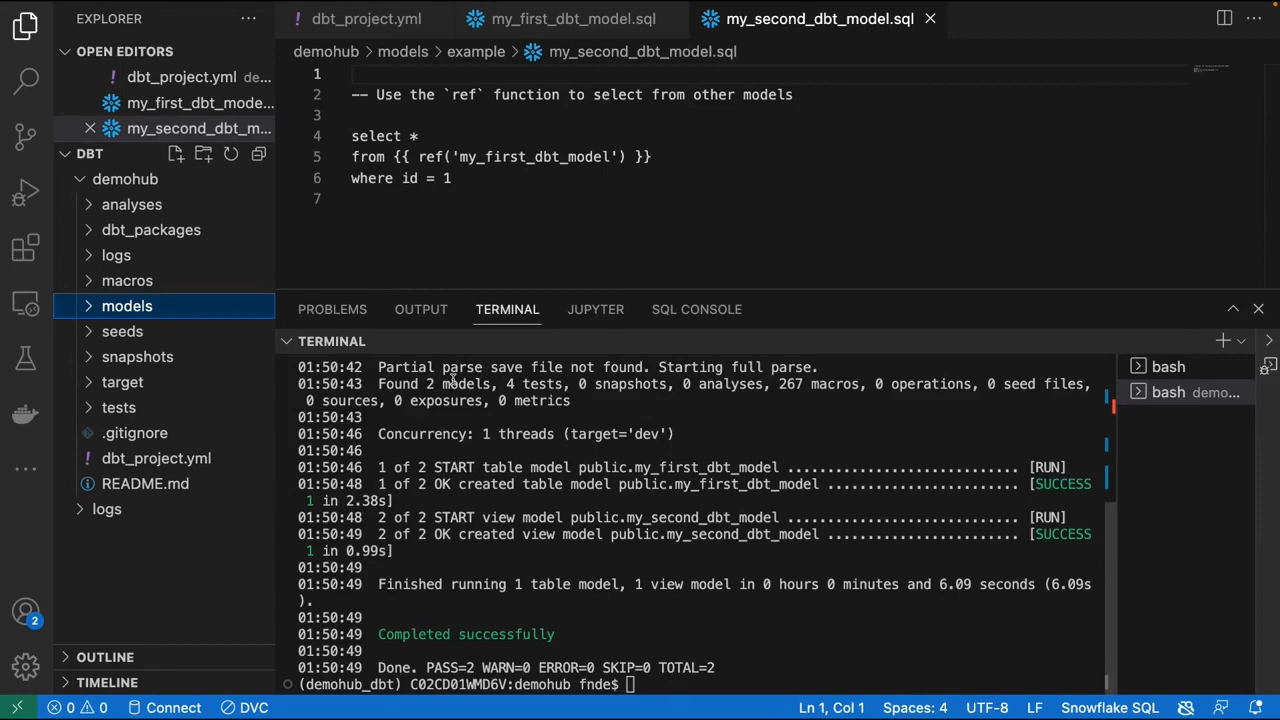 EXPLORER
OPEN EDITORS
dbt_project.yml de...
my_first_dbt_mode...
my_second_dbt_m...
DBT
demohub
analyses
dbt_packages
logs
macros
models
seeds
snapshots
target
tests
.gitignore
dbt_project.yml
README.md
logs
OUTLINE
TIMELINE
2
dbt_project.yml
my_first_dbt_model.sql
my_second_dbt_model.sql
demohub > models > example > my_second_dbt_model.sql
1
2 -- Use the `ref` function to select from other models
3
4 select *
5 from {{ ref('my_first_dbt_model') }}
6 where id = 1
7
PROBLEMS OUTPUT TERMINAL JUPYTER SQL CONSOLE
TERMINAL
01:50:42 Partial parse save file not found. Starting full parse.
01:50:43 Found 2 models, 4 tests, 0 snapshots, 0 analyses, 267 macros, 0 operations, 0 seed files,
0 sources, 0 exposures, 0 metrics
01:50:43
01:50:46 Concurrency: 1 threads (target='dev')
01:50:46
01:50:46 1 of 2 START table model public.my_first_dbt_model ............................. [RUN]
01:50:48 1 of 2 OK created table model public.my_first_dbt_model ........................ [SUCCESS
1 in 2.38s]
01:50:48 2 of 2 START view model public.my_second_dbt_model ............................. [RUN]
01:50:49 2 of 2 OK created view model public.my_second_dbt_model ........................ [SUCCESS
1 in 0.99s]
01:50:49
01:50:49 Finished running 1 table model, 1 view model in 0 hours 0 minutes and 6.09 seconds (6.09s
).
01:50:49
01:50:49 Completed successfully
01:50:49
01:50:49 Done. PASS=2 WARN=0 ERROR=0 SKIP=0 TOTAL=2
(demohub_dbt) C02CD01WMD6V:demohub fnde$
bash
bash demo...
0 0 Connect DVC Ln 1, Col 1 Spaces: 4 UTF-8 LF Snowflake SQL